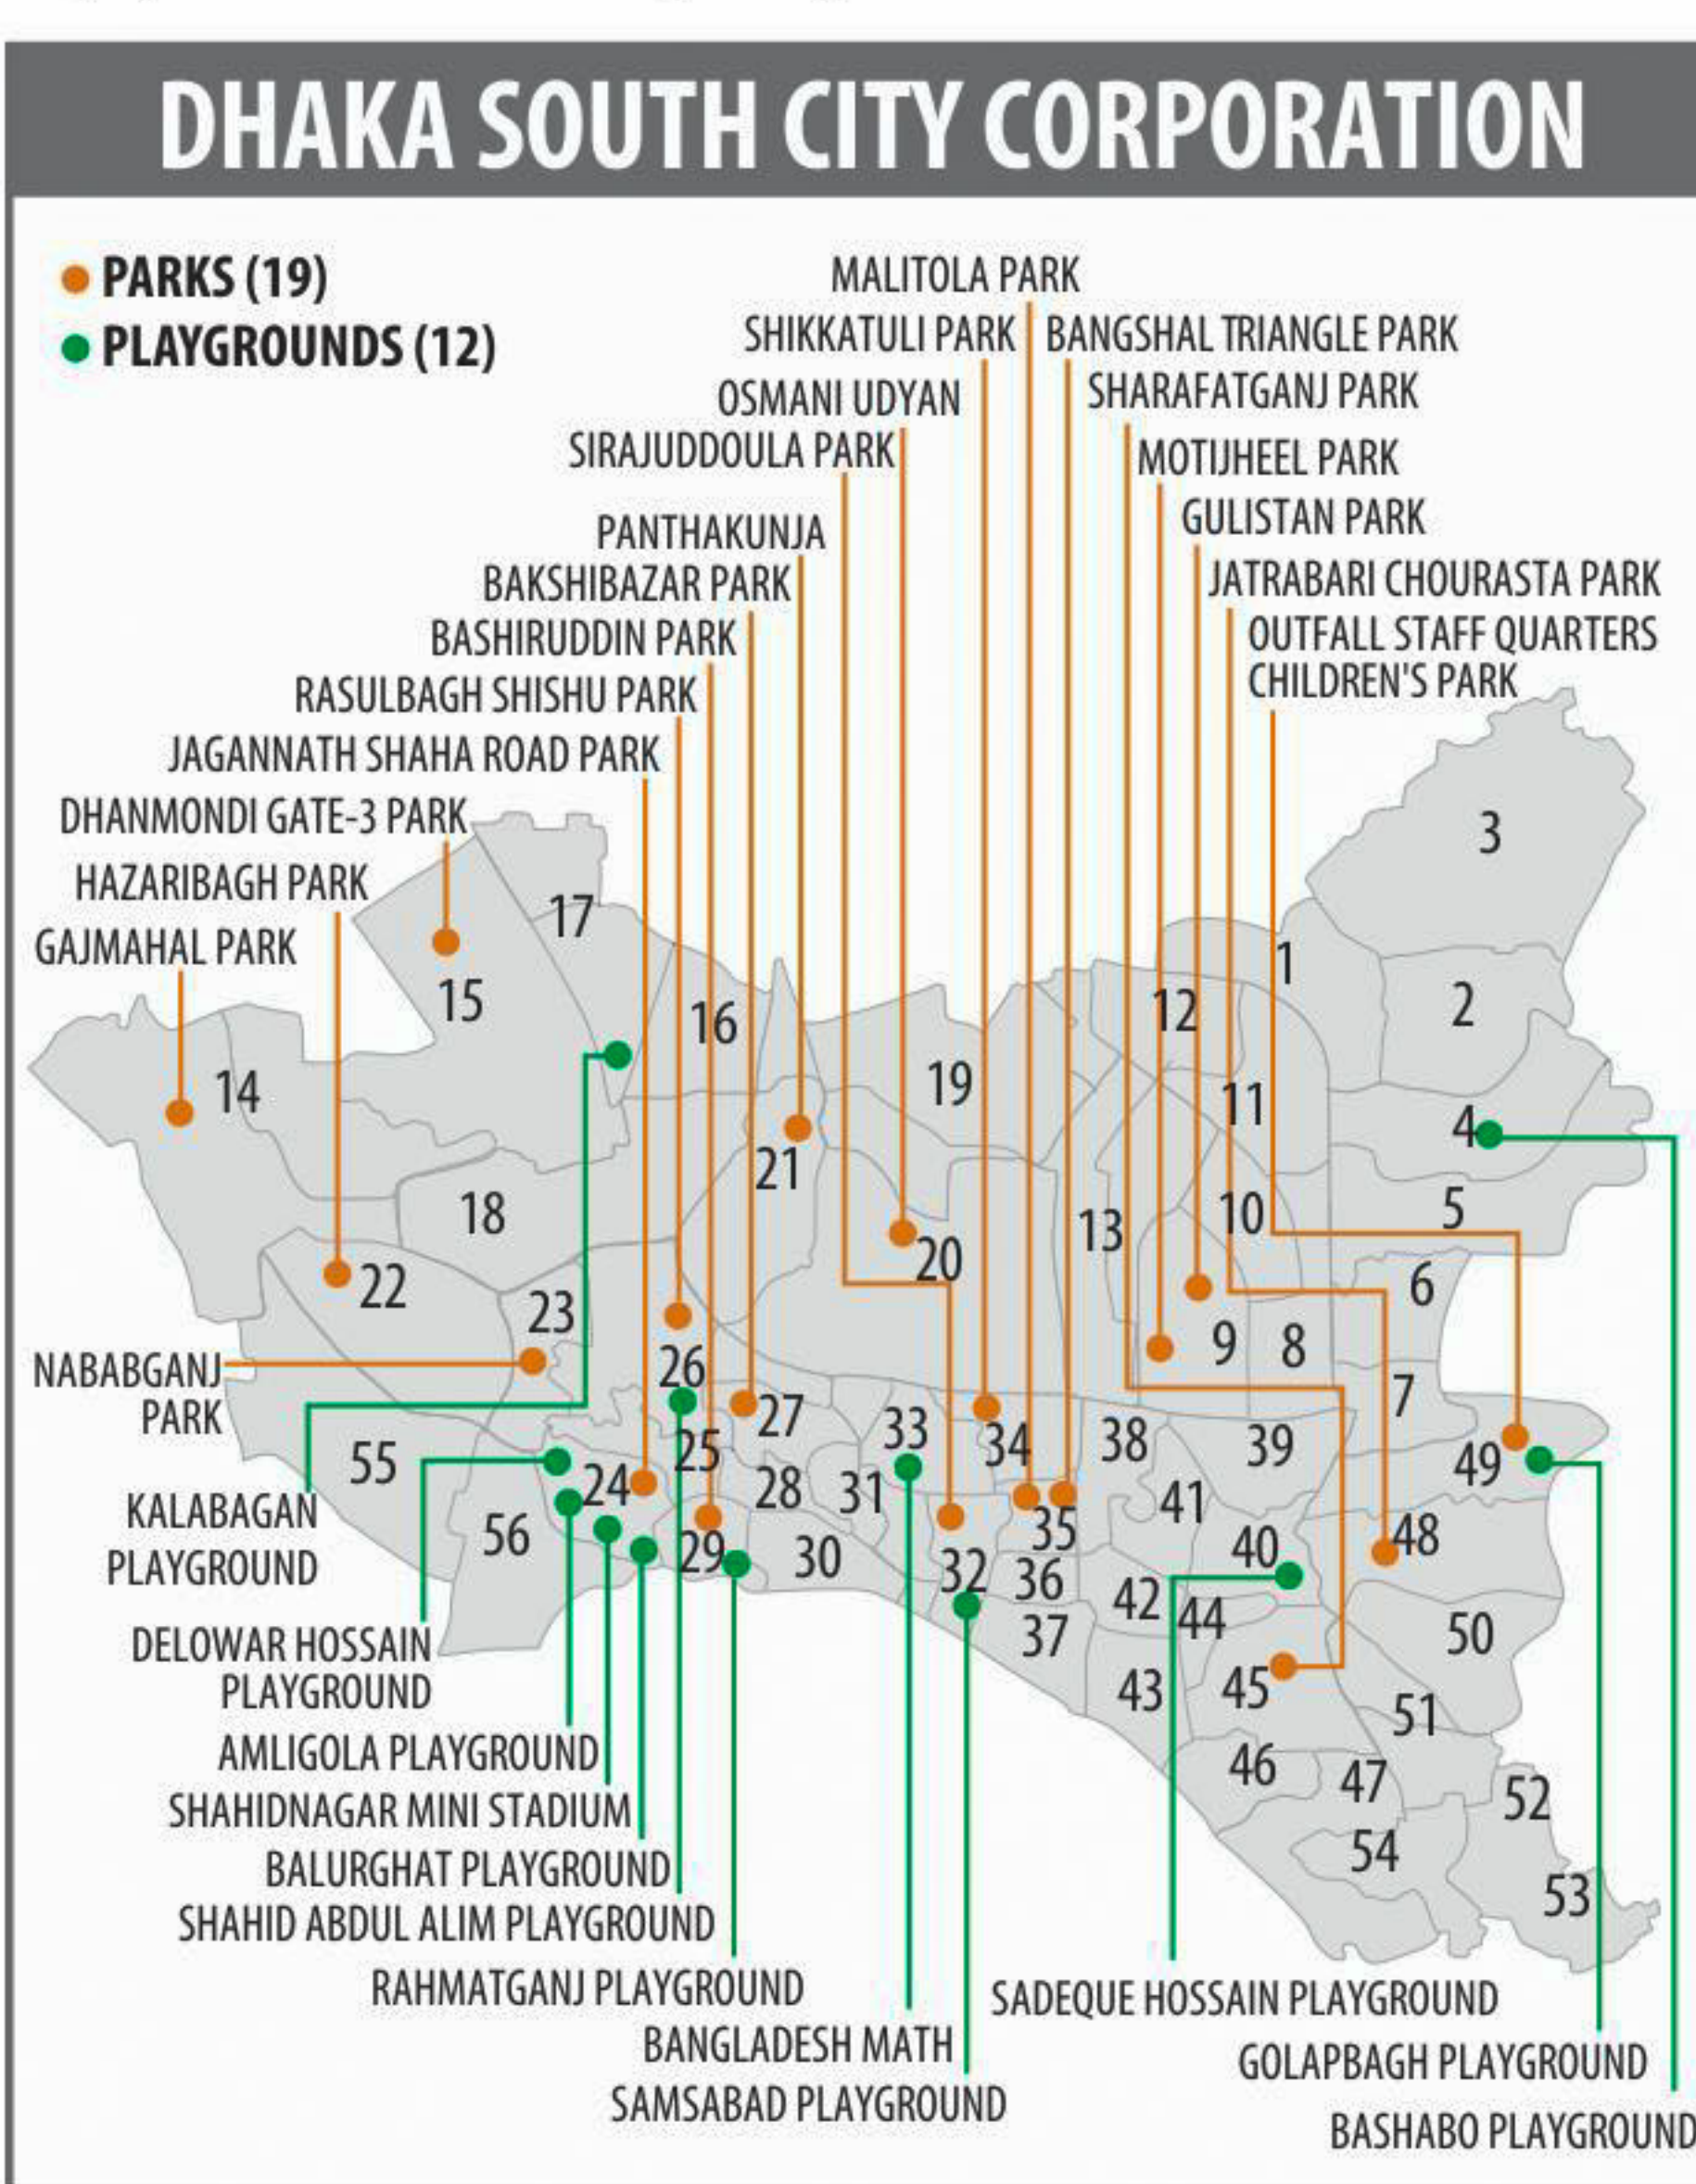 DHAKA SOUTH CITY CORPORATION
PARKS (19)
PLAYGROUNDS (12)
MALITOLA PARK
SHIKKATULI PARK
BANGSHAL TRIANGLE PARK
OSMANI UDYAN
SHARAFATGANJ PARK
SIRAJUDDOULA PARK
MOTIJHEEL PARK
PANTHAKUNJA
GULISTAN PARK
BAKSHIBAZAR PARK
JATRABARI CHOURASTA PARK
BASHIRUDDIN PARK
OUTFALL STAFF QUARTERS
CHILDREN'S PARK
RASULBAGH SHISHU PARK
JAGANNATH SHAHA ROAD PARK
DHANMONDI GATE-3 PARK
HAZARIBAGH PARK
GAJMAHAL PARK
3
17
1
15
2
16
12
19
14
11
4
21
18
13
10
5
20
22
6
23
9
8
NABABGANJ
PARK
26
7
27
33
34
38
39
25
55
49
24
28
31
41
KALABAGAN
PLAYGROUND
56
35
48
29
30
40
32
36
42
44
37
50
DELOWAR HOSSAIN
PLAYGROUND
43
45
51
AMLIGOLA PLAYGROUND
46
47
52
SHAHIDNAGAR MINI STADIUM
54
BALURGHAT PLAYGROUND
53
SHAHID ABDUL ALIM PLAYGROUND
RAHMATGANJ PLAYGROUND
SADEQUE HOSSAIN PLAYGROUND
BANGLADESH MATH
GOLAPBAGH PLAYGROUND
SAMSABAD PLAYGROUND
BASHABO PLAYGROUND